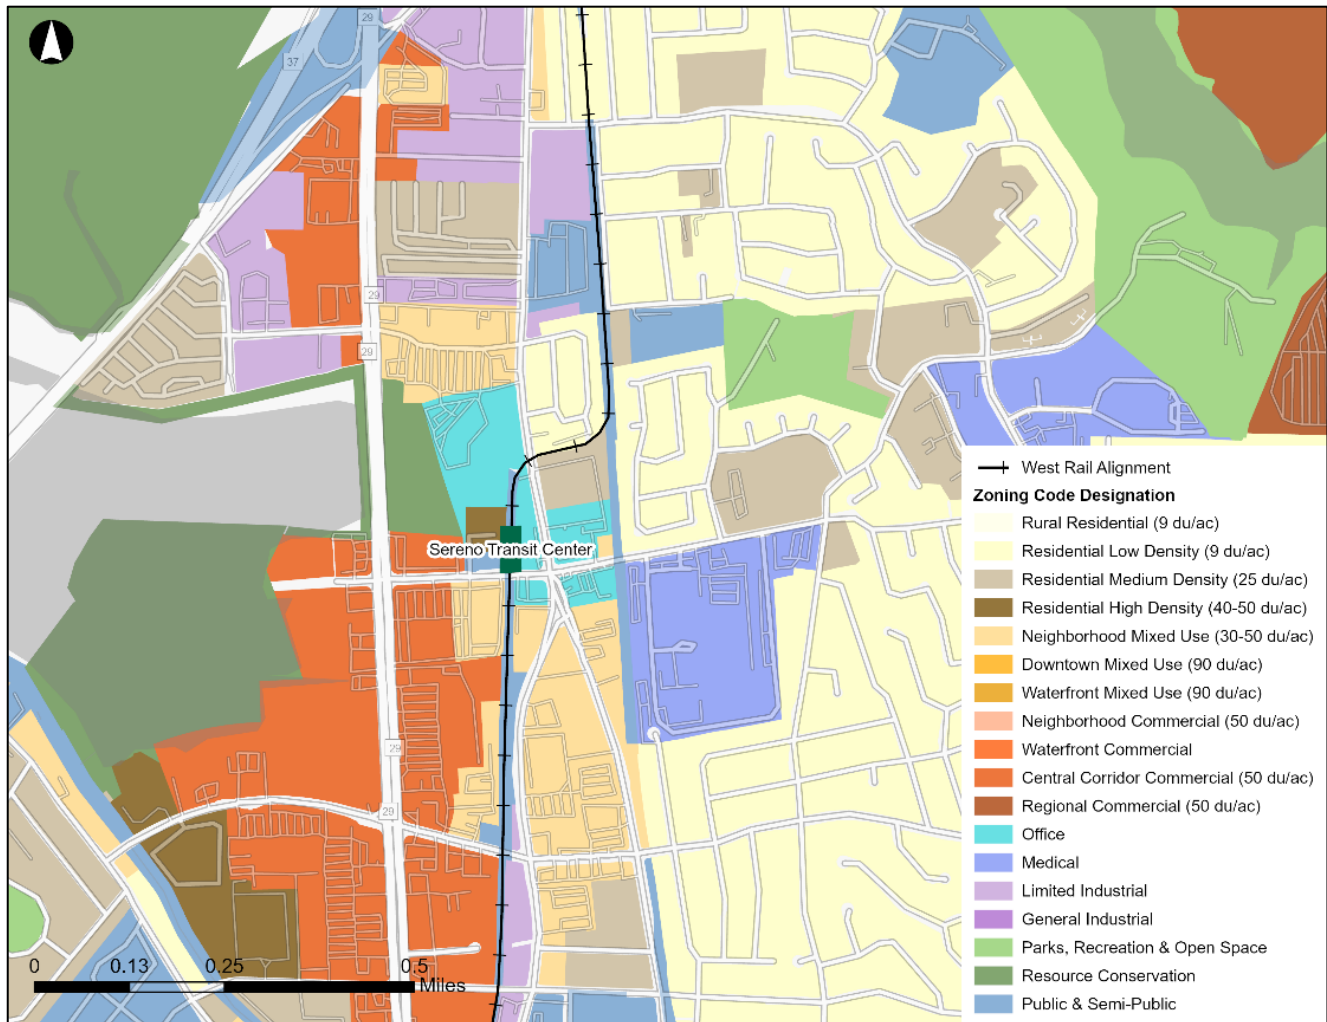 29
37
29
29
Sereno Transit Center
29
29
0 0.13 0.25 0.5
Miles
West Rail Alignment
Zoning Code Designation
Rural Residential (9 du/ac)
Residential Low Density (9 du/ac)
Residential Medium Density (25 du/ac)
Residential High Density (40-50 du/ac)
Neighborhood Mixed Use (30-50 du/ac)
Downtown Mixed Use (90 du/ac)
Waterfront Mixed Use (90 du/ac)
Neighborhood Commercial (50 du/ac)
Waterfront Commercial
Central Corridor Commercial (50 du/ac)
Regional Commercial (50 du/ac)
Office
Medical
Limited Industrial
General Industrial
Parks, Recreation & Open Space
Resource Conservation
Public & Semi-Public